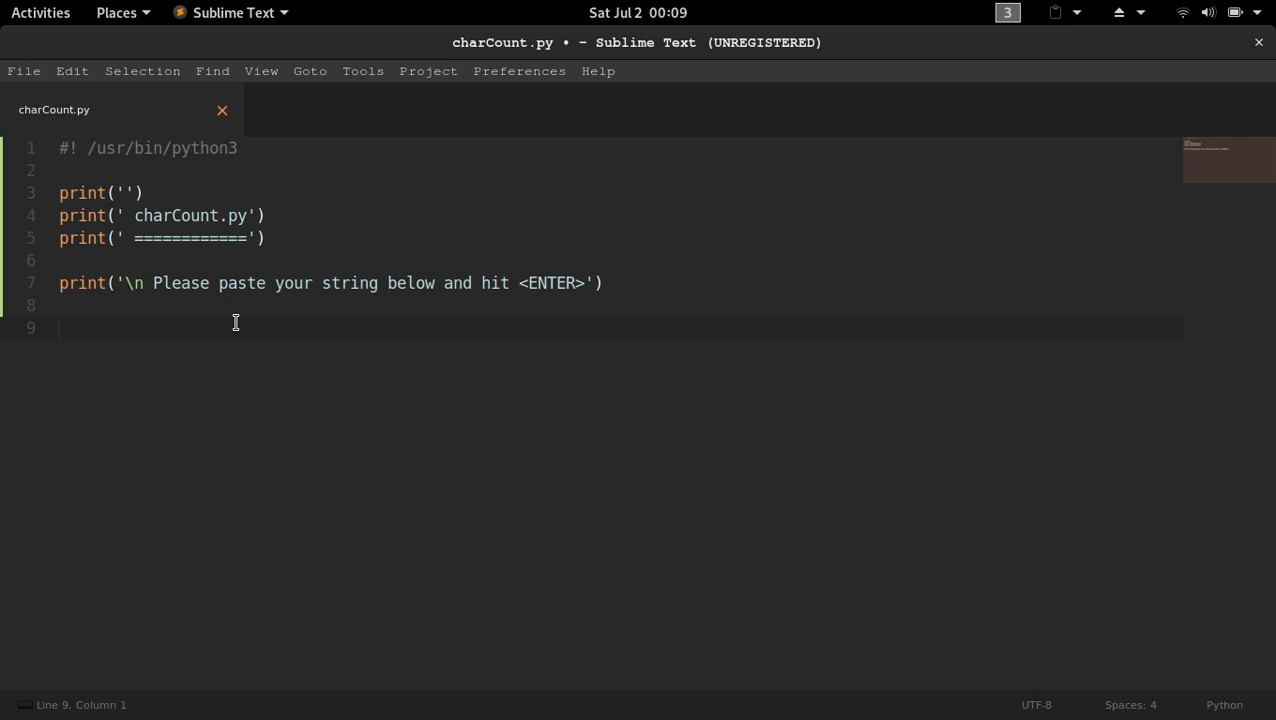 Activities Places Sublime Text Sat Jul 2 00:09 3
charCount.py • - Sublime Text (UNREGISTERED) ×
File Edit Selection Find View Goto Tools Project Preferences Help
charCount.py ×
1 #! /usr/bin/python3
2
3 print('')
4 print(' charCount.py')
5 print(' ============')
6
7 print('\n Please paste your string below and hit <ENTER>')
8
9
Line 9, Column 1 UTF-8 Spaces: 4 Python